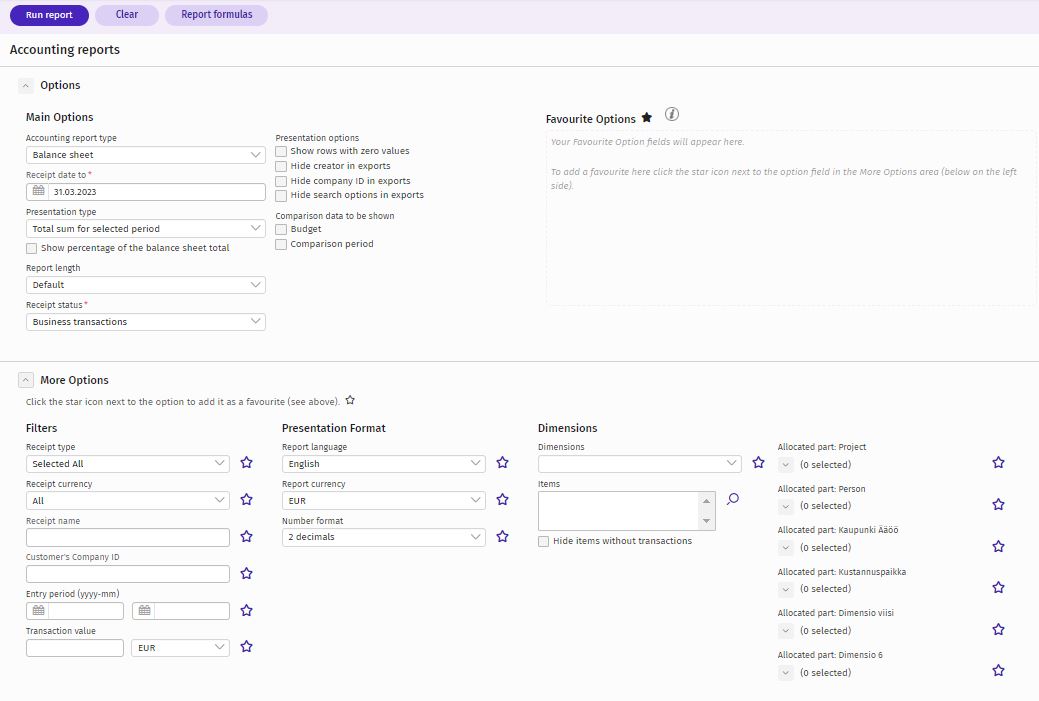 Run report
Clear
Report formulas
Accounting reports
Options
Main Options
Accounting report type
Balance sheet
Receipt date to *
31.03.2023
Presentation type
Total sum for selected period
Show percentage of the balance sheet total
Report length
Default
Receipt status *
Business transactions
Presentation options
Show rows with zero values
Hide creator in exports
Hide company ID in exports
Hide search options in exports
Comparison data to be shown
Budget
Comparison period
Favourite Options
i
Your Favourite Option fields will appear here.
To add a favourite here click the star icon next to the option field in the More Options area (below on the left
side).
More Options
Click the star icon next to the option to add it as a favourite (see above).
Filters
Receipt type
Selected All
Receipt currency
All
Receipt name
Customer's Company ID
Entry period (yyyy-mm)
Transaction value
EUR
Presentation Format
Report language
English
Report currency
EUR
Number format
2 decimals
Dimensions
Dimensions
Items
Hide items without transactions
Allocated part: Project
(0 selected)
Allocated part: Person
(0 selected)
Allocated part: Kaupunki Ääöö
(0 selected)
Allocated part: Kustannuspaikka
(0 selected)
Allocated part: Dimensio viisi
(0 selected)
Allocated part: Dimensio 6
(0 selected)